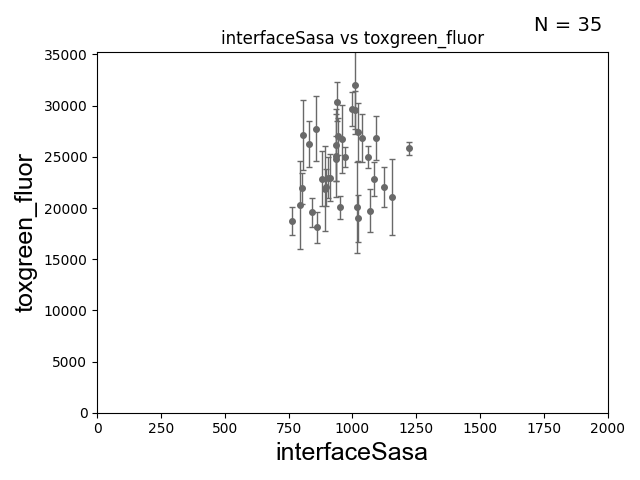 N = 35
interfaceSasa vs toxgreen_fluor
35000
30000
25000
20000
15000
10000
5000
0
toxgreen_fluor
0 250 500 750 1000 1250 1500 1750 2000
interfaceSasa